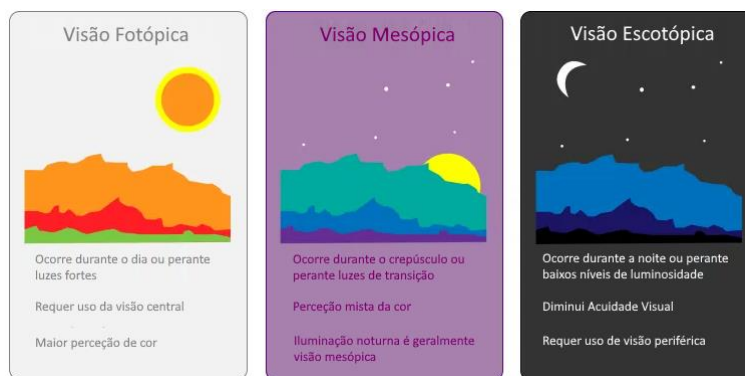 Visão Fotópica
Ocorre durante o dia ou perante
luzes fortes
Requer uso da visão central
Maior perceção de cor
Visão Mesópica
Ocorre durante o crepúsculo ou
perante luzes de transição
Perceção mista da cor
Iluminação noturna é geralmente
visão mesópica
Visão Escotópica
Ocorre durante a noite ou perante
baixos níveis de luminosidade
Diminui Acuidade Visual
Requer uso de visão periférica